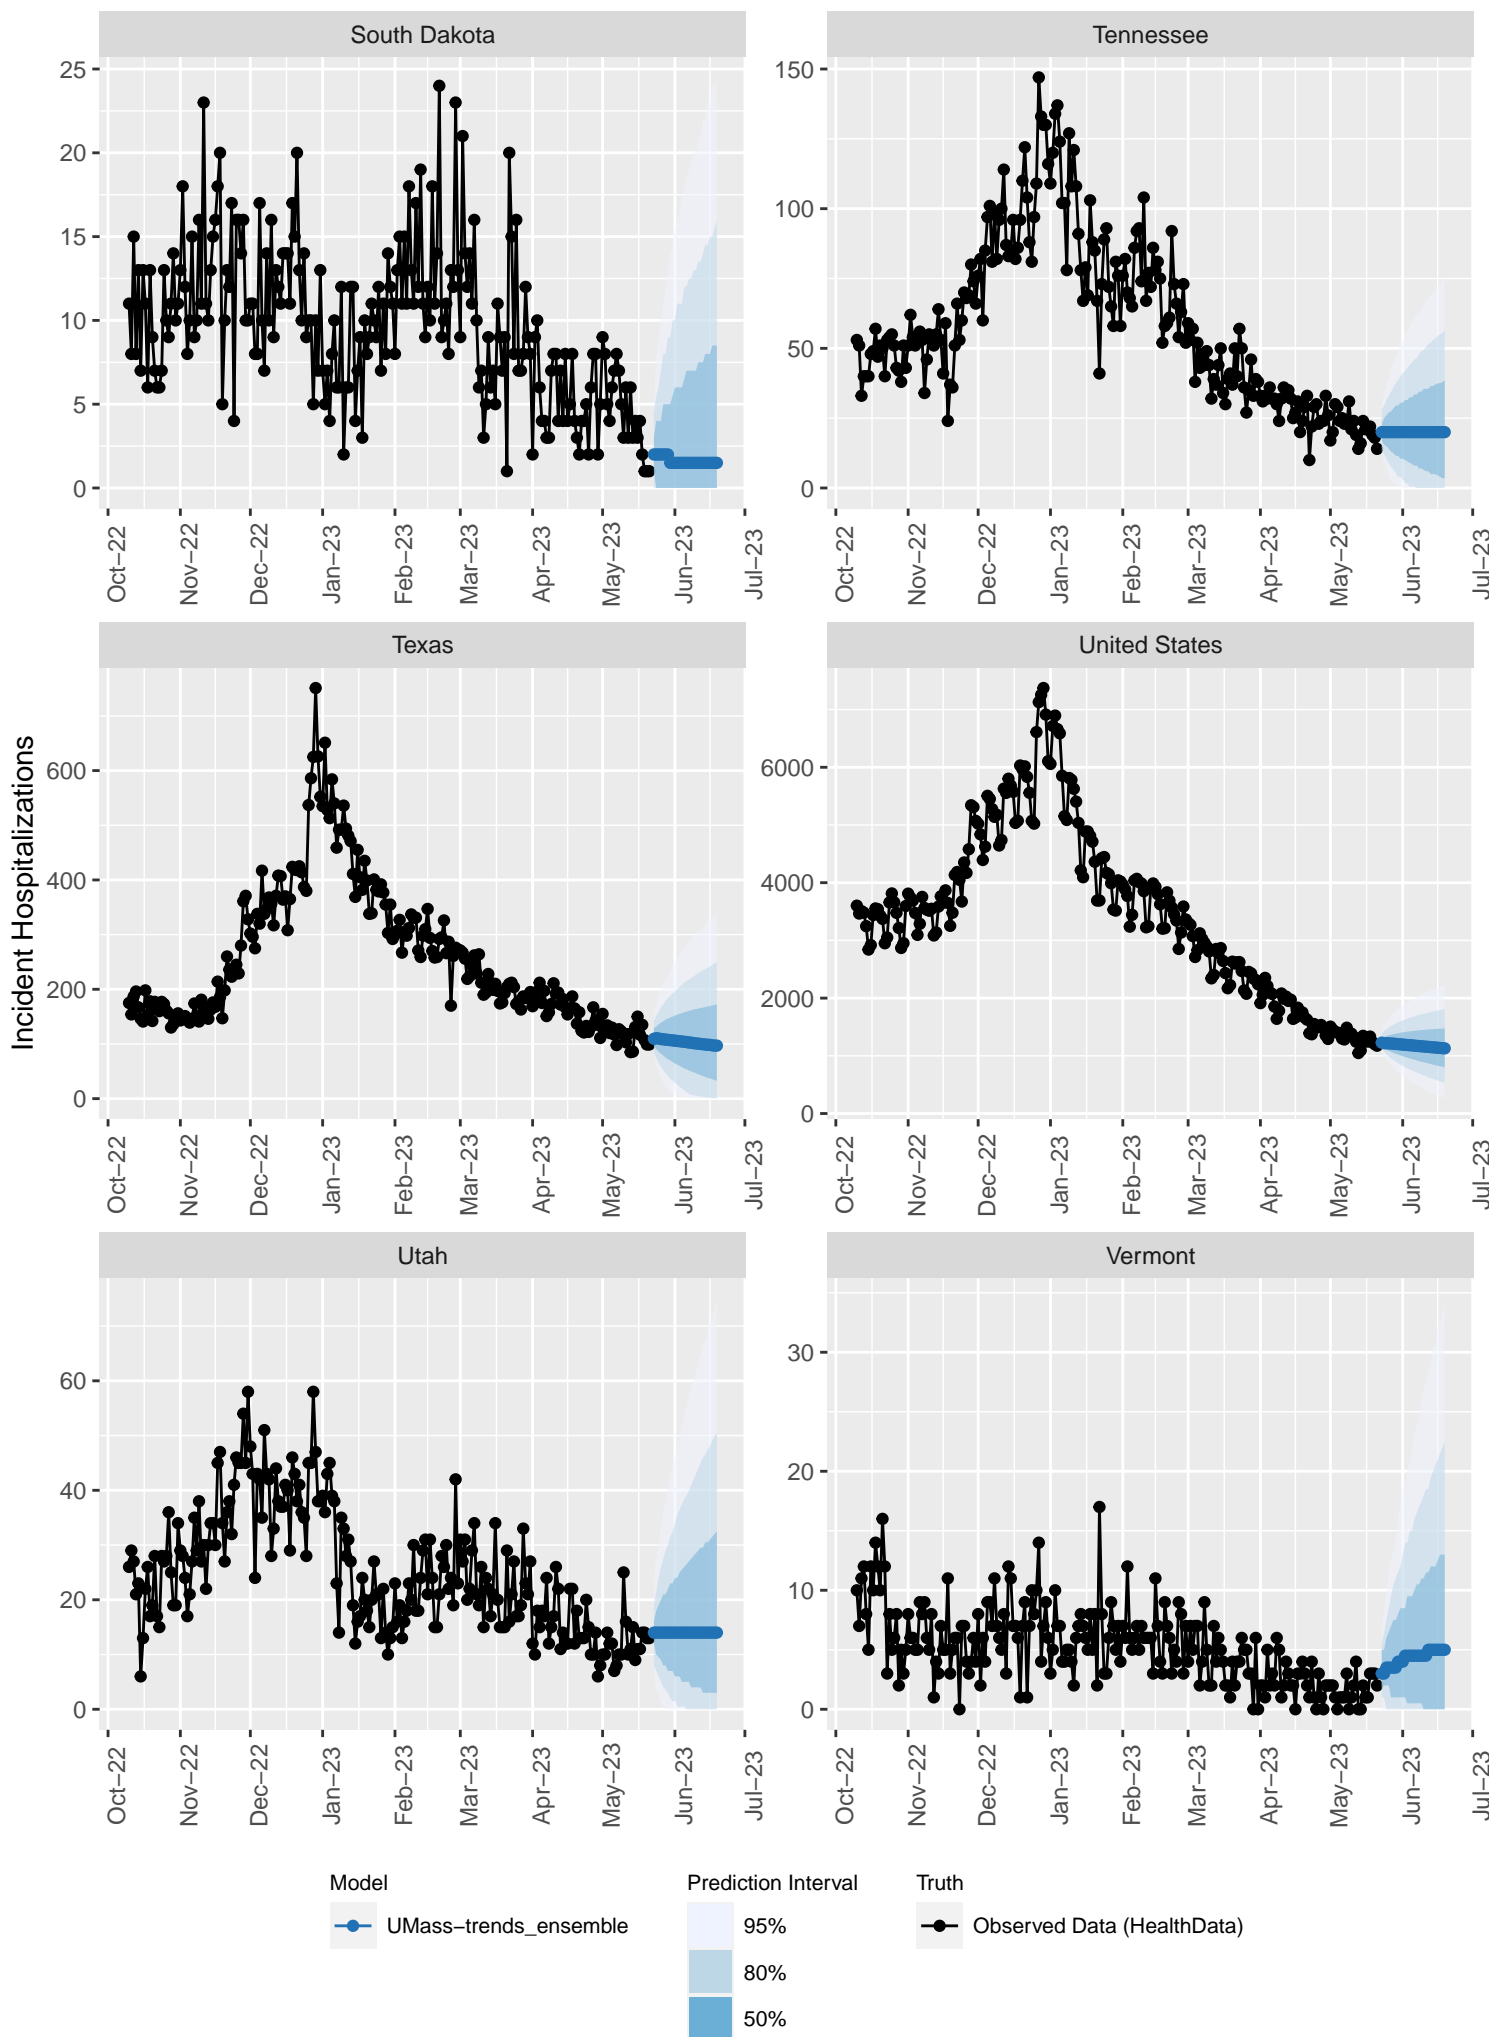 South Dakota
Tennessee
25
20
15
10
5
0
150
100
50
0
Oct−22
Nov−22
Dec−22
Jan−23
Feb−23
Mar−23
Apr−23
May−23
Jun−23
Jul−23
Oct−22
Nov−22
Dec−22
Jan−23
Feb−23
Mar−23
Apr−23
May−23
Jun−23
Jul−23
Texas
United States
Incident Hospitalizations
600
400
200
0
6000
4000
2000
0
Oct−22
Nov−22
Dec−22
Jan−23
Feb−23
Mar−23
Apr−23
May−23
Jun−23
Jul−23
Oct−22
Nov−22
Dec−22
Jan−23
Feb−23
Mar−23
Apr−23
May−23
Jun−23
Jul−23
Utah
Vermont
60
40
20
0
30
20
10
0
Oct−22
Nov−22
Dec−22
Jan−23
Feb−23
Mar−23
Apr−23
May−23
Jun−23
Jul−23
Oct−22
Nov−22
Dec−22
Jan−23
Feb−23
Mar−23
Apr−23
May−23
Jun−23
Jul−23
Model
UMass−trends_ensemble
Prediction Interval
95%
80%
50%
Truth
Observed Data (HealthData)